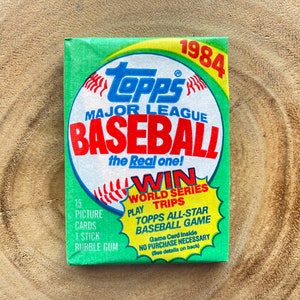 1984
topps®
MAJOR LEAGUE
BASEBALL
the Real one!
WIN
WORLD SERIES
TRIPS
PLAY
TOPPS ALL-STAR
BASEBALL GAME
Game Card Inside
NO PURCHASE NECESSARY
(See details on back)
15
PICTURE
CARDS
1 STICK
BUBBLE GUM